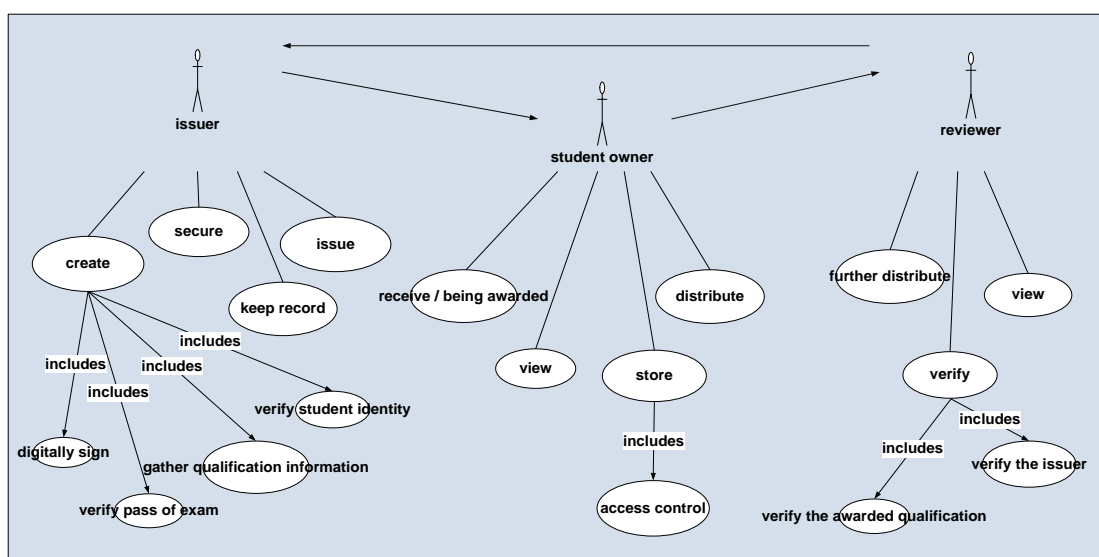 issuer
student owner
reviewer
create
secure
issue
keep record
receive / being awarded
view
store
distribute
further distribute
verify
view
includes
includes
includes
includes
digitally sign
verify pass of exam
gather qualification information
verify student identity
includes
access control
includes
includes
verify the awarded qualification
verify the issuer